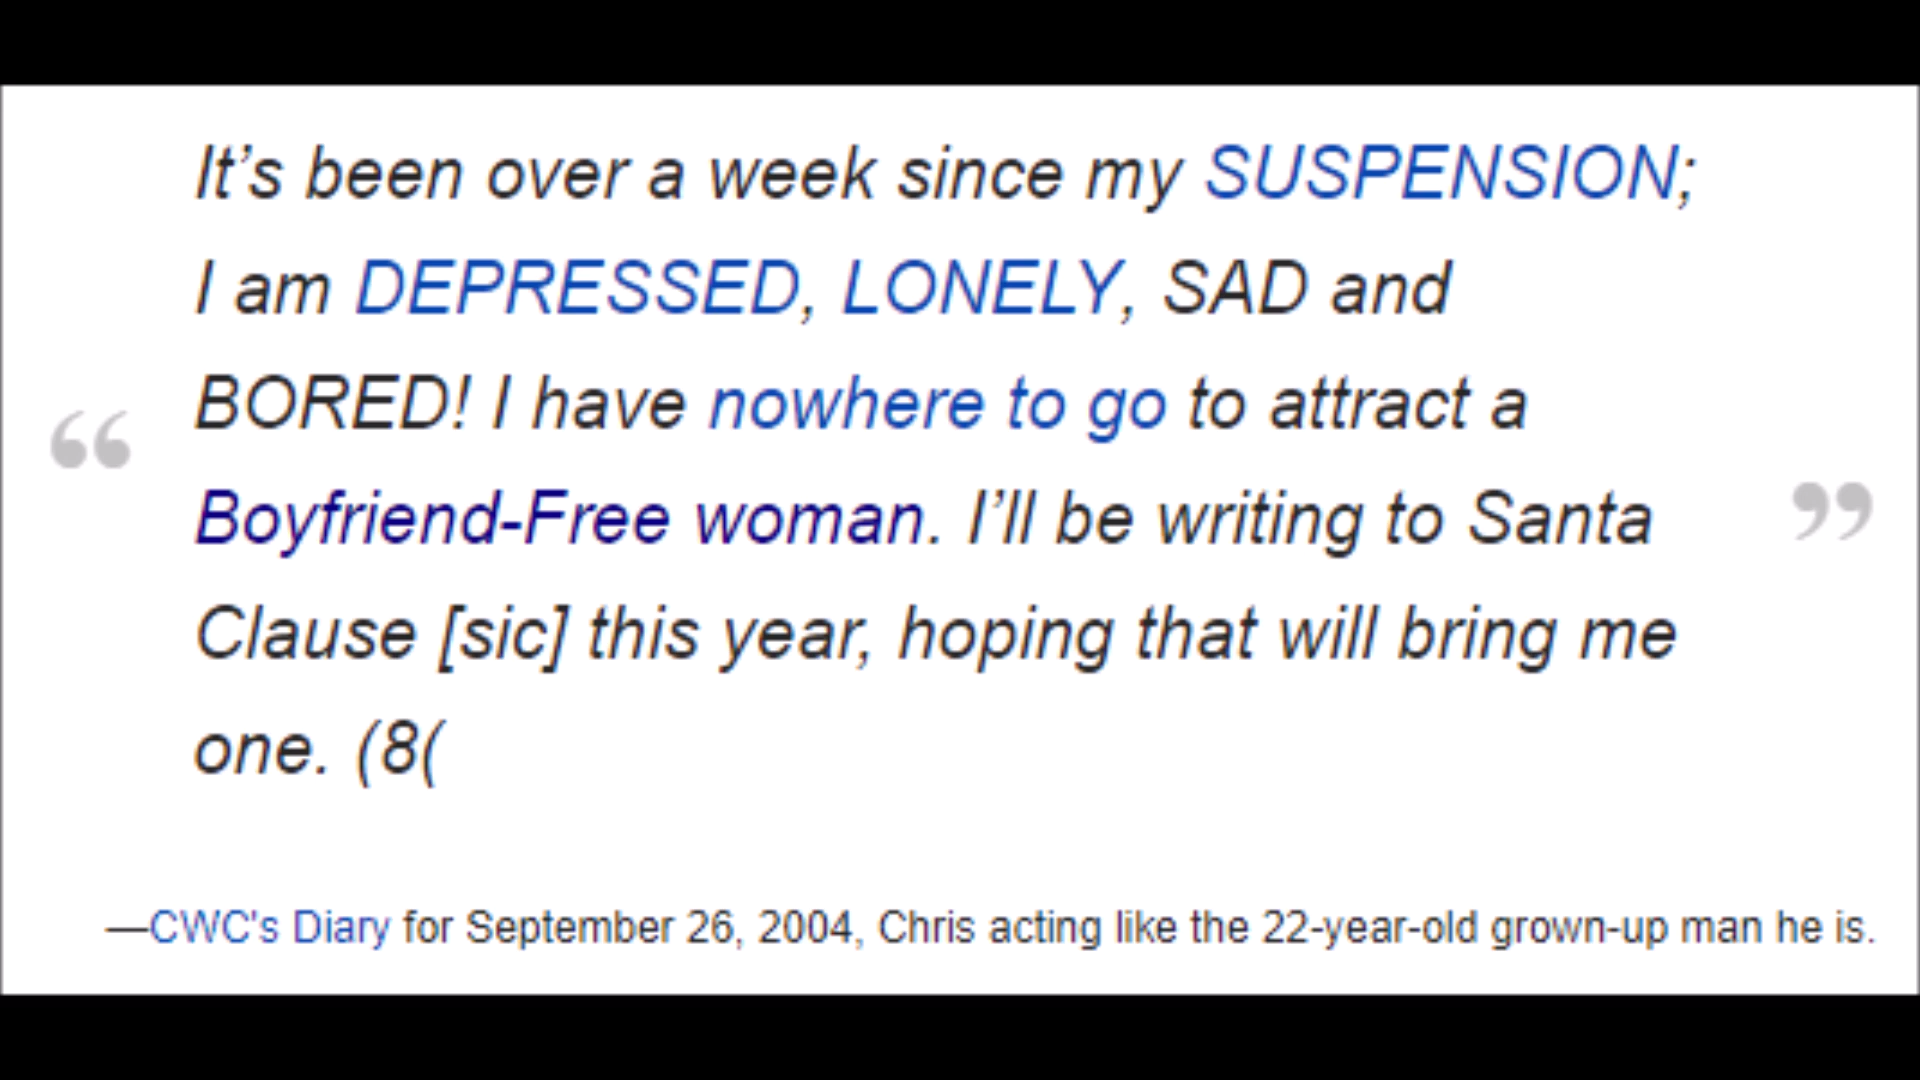 It’s been over a week since my SUSPENSION;
I am DEPRESSED, LONELY, SAD and
BORED! I have nowhere to go to attract a
“
Boyfriend-Free woman. I’ll be writing to Santa
”
Clause [sic] this year, hoping that will bring me
one. (8(
—CWC's Diary for September 26, 2004, Chris acting like the 22-year-old grown-up man he is.